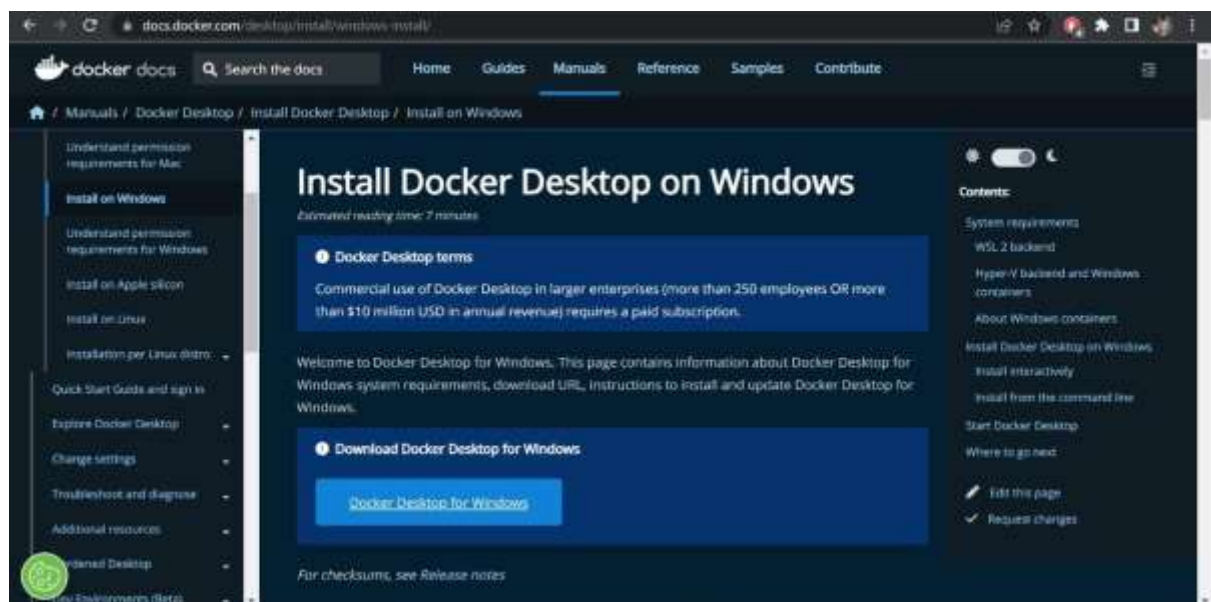 docs.docker.com/desktop/install/windows-install/
docker docs
Search the docs
Home
Guides
Manuals
Reference
Samples
Contribute
/ Manuals / Docker Desktop / Install Docker Desktop / Install on Windows
Understand permission
requirements for Mac
Install on Windows
Understand permission
requirements for Windows
Install on Apple silicon
Install on Linux
Installation per Linux distro
Quick Start Guide and sign in
Explore Docker Desktop
Change settings
Troubleshoot and diagnose
Additional resources
Desktop
Dev Environments (Beta)
Install Docker Desktop on Windows
Estimated reading time: 7 minutes
Docker Desktop terms
Commercial use of Docker Desktop in larger enterprises (more than 250 employees OR more
than $10 million USD in annual revenue) requires a paid subscription.
Welcome to Docker Desktop for Windows. This page contains information about Docker Desktop for
Windows system requirements, download URL, instructions to install and update Docker Desktop for
Windows.
Download Docker Desktop for Windows
Docker Desktop for Windows
For checksums, see Release notes
Contents:
System requirements
WSL 2 backend
Hyper-V backend and Windows
containers
About Windows containers
Install Docker Desktop on Windows
Install interactively
Install from the command line
Start Docker Desktop
Where to go next
Edit this page
Request changes